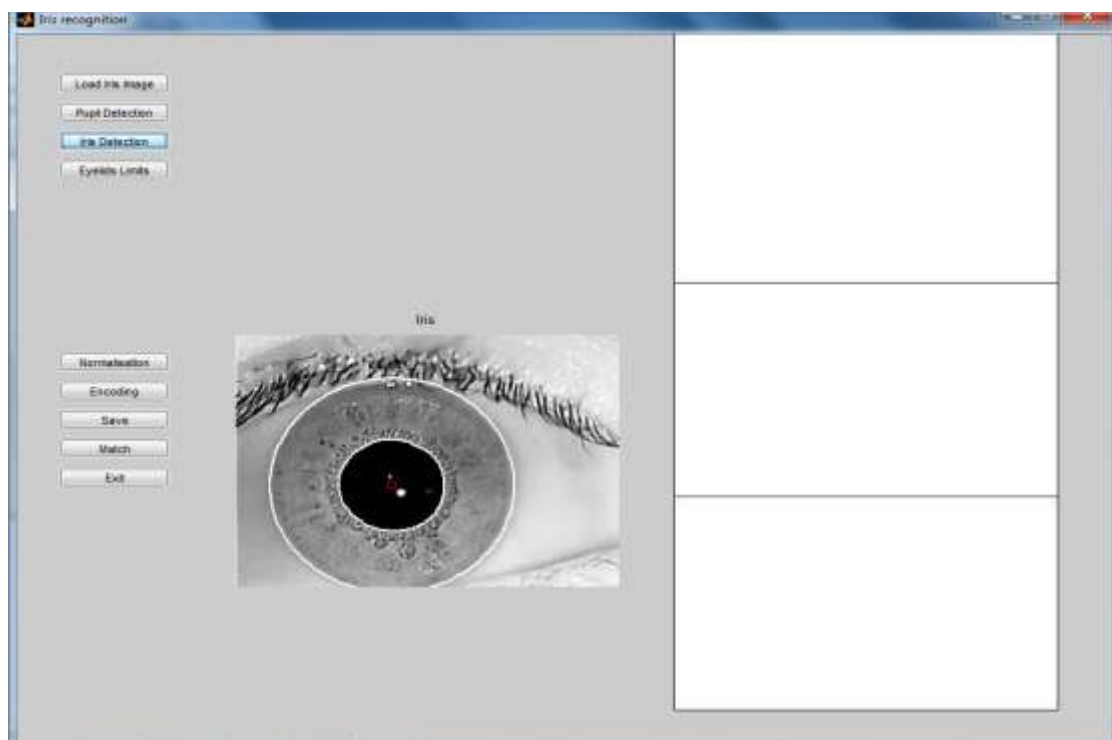 Iris recognition
Load Iris Image
Pupil Detection
Iris Detection
Eyelids Limits
Iris
Normalisation
Encoding
Save
Match
Exit